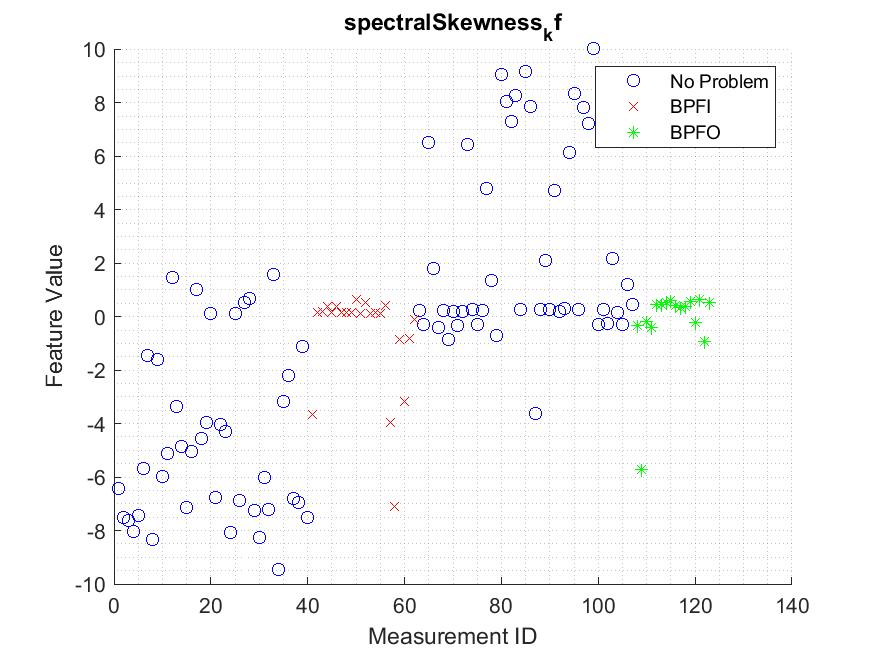 spectralSkewness_kf
10
8
6
4
2
0
-2
-4
-6
-8
-10
Feature Value
No Problem
BPFI
BPFO
0 20 40 60 80 100 120 140
Measurement ID